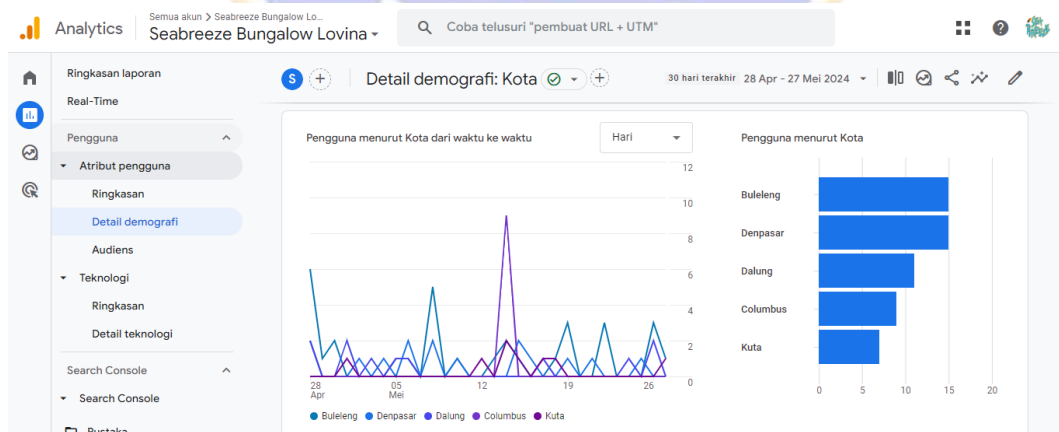 Analytics
Semua akun > Seabreeze Bungalow Lo...
Seabreeze Bungalow Lovina
Coba telusuri "pembuat URL + UTM"
Ringkasan laporan
Real-Time
Pengguna
Atribut pengguna
Ringkasan
Detail demografi
Audiens
Teknologi
Ringkasan
Detail teknologi
Search Console
Search Console
Pustaka
S
Detail demografi: Kota
30 hari terakhir 28 Apr - 27 Mei 2024
Pengguna menurut Kota dari waktu ke waktu
Hari
12
10
8
6
4
2
0
28 Apr
05 Mei
12
19
26
Buleleng Denpasar Dalung Columbus Kuta
Pengguna menurut Kota
Buleleng
Denpasar
Dalung
Columbus
Kuta
0 5 10 15 20